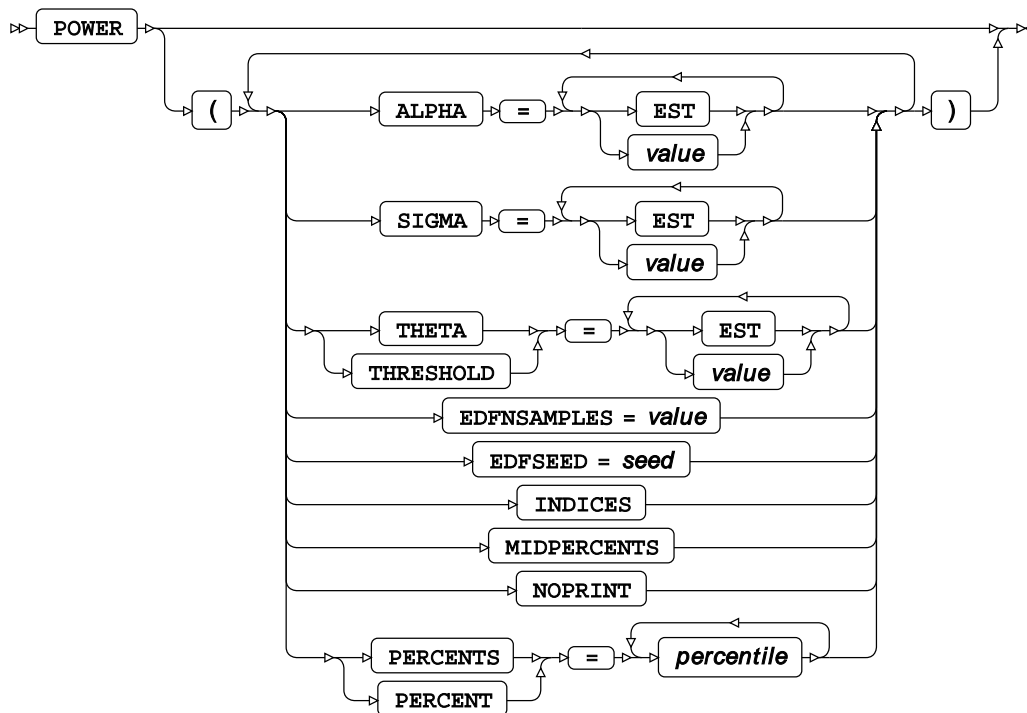 POWER
( )
ALPHA = EST
value
SIGMA = EST
value
THETA = EST
THRESHOLD value
EDFNSAMPLES = value
EDFSEED = seed
INDICES
MIDPERCENTS
NOPRINT
PERCENTS = percentile
PERCENT